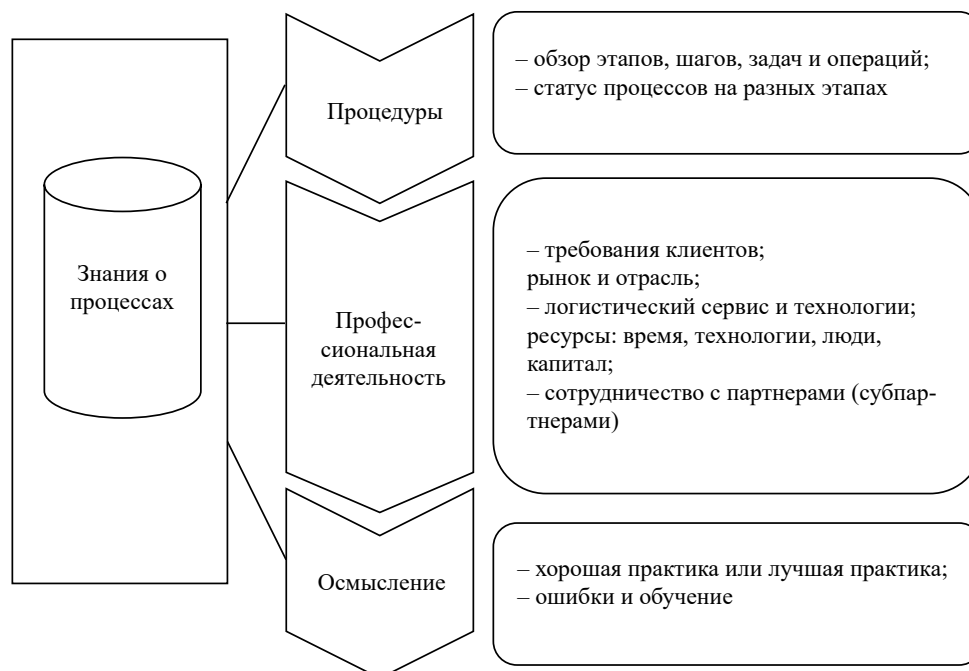 Знания о
процессах
Процедуры
– обзор этапов, шагов, задач и операций;
– статус процессов на разных этапах
Профес-
сиональная
деятельность
– требования клиентов;
рынок и отрасль;
– логистический сервис и технологии;
ресурсы: время, технологии, люди,
капитал;
– сотрудничество с партнерами (субпар-
тнерами)
Осмысление
– хорошая практика или лучшая практика;
– ошибки и обучение